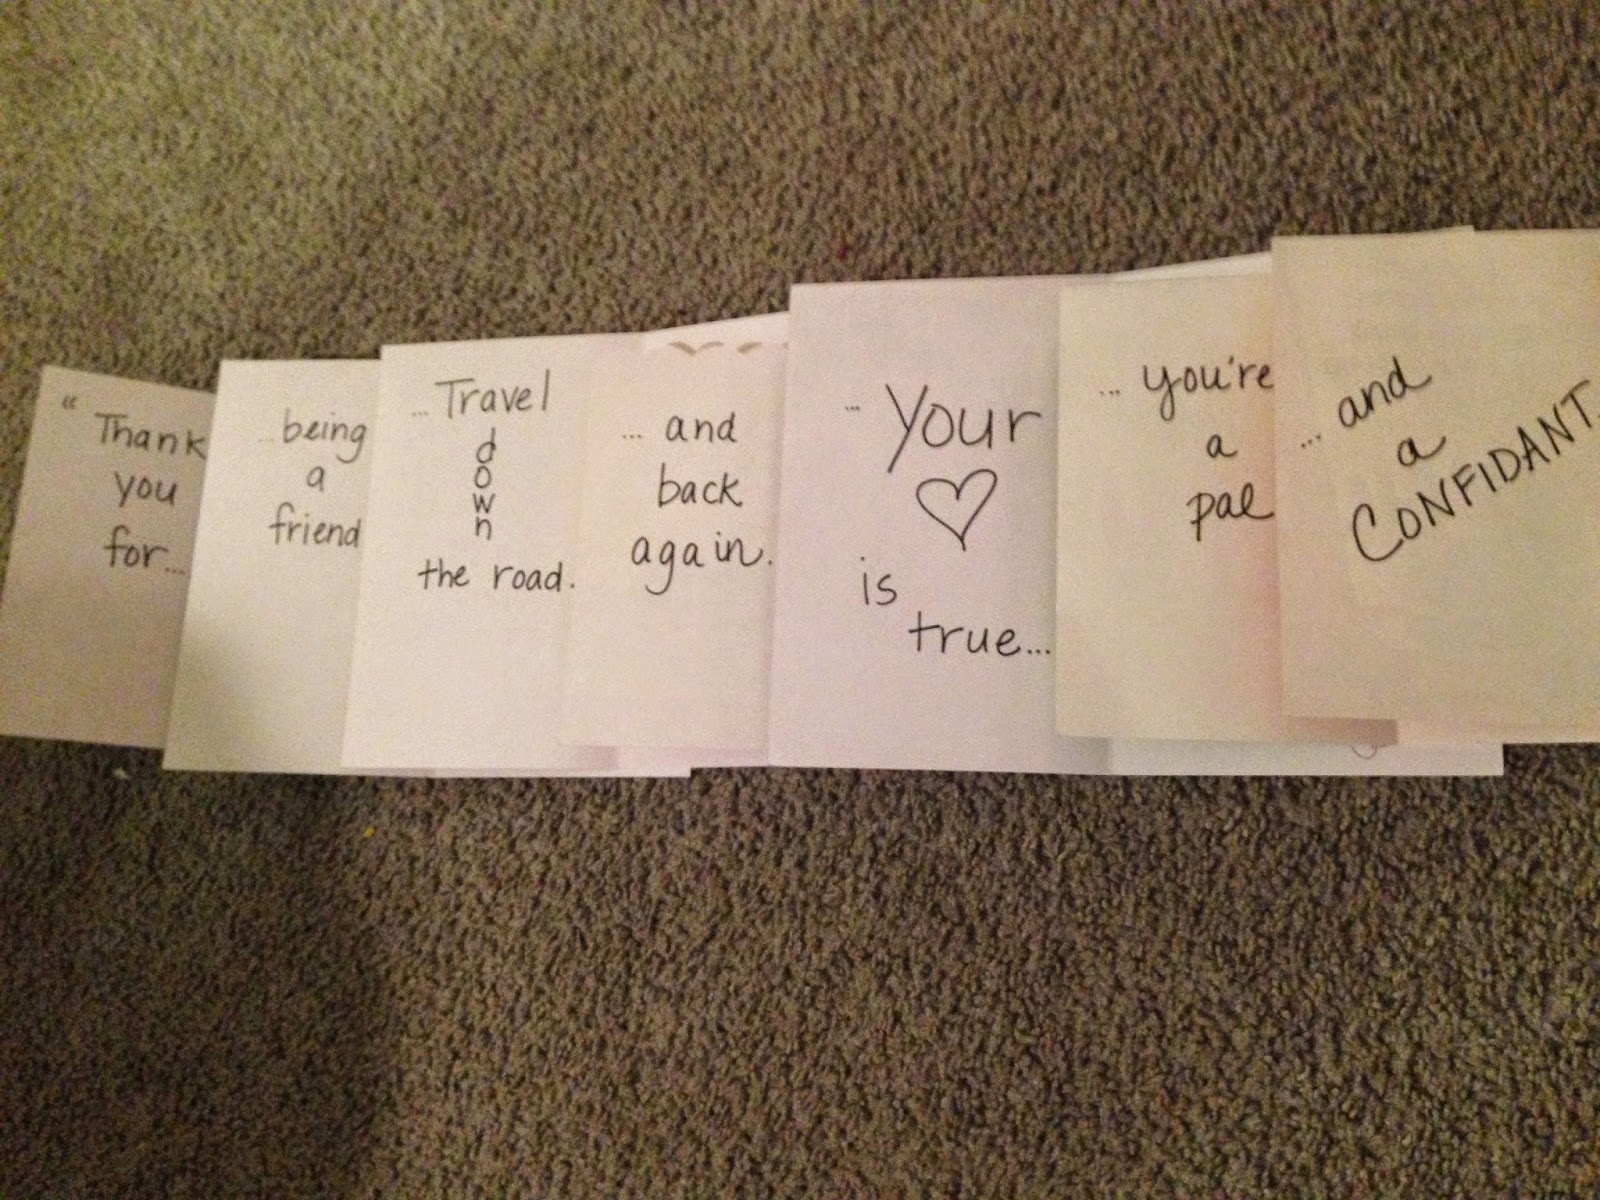 “ Thank
you
for...
...being
a
friend
...Travel
down
the road.
... and
back
again.
... Your
♡
is
true...
... you're
a
pal
... and
a
CONFIDANT.